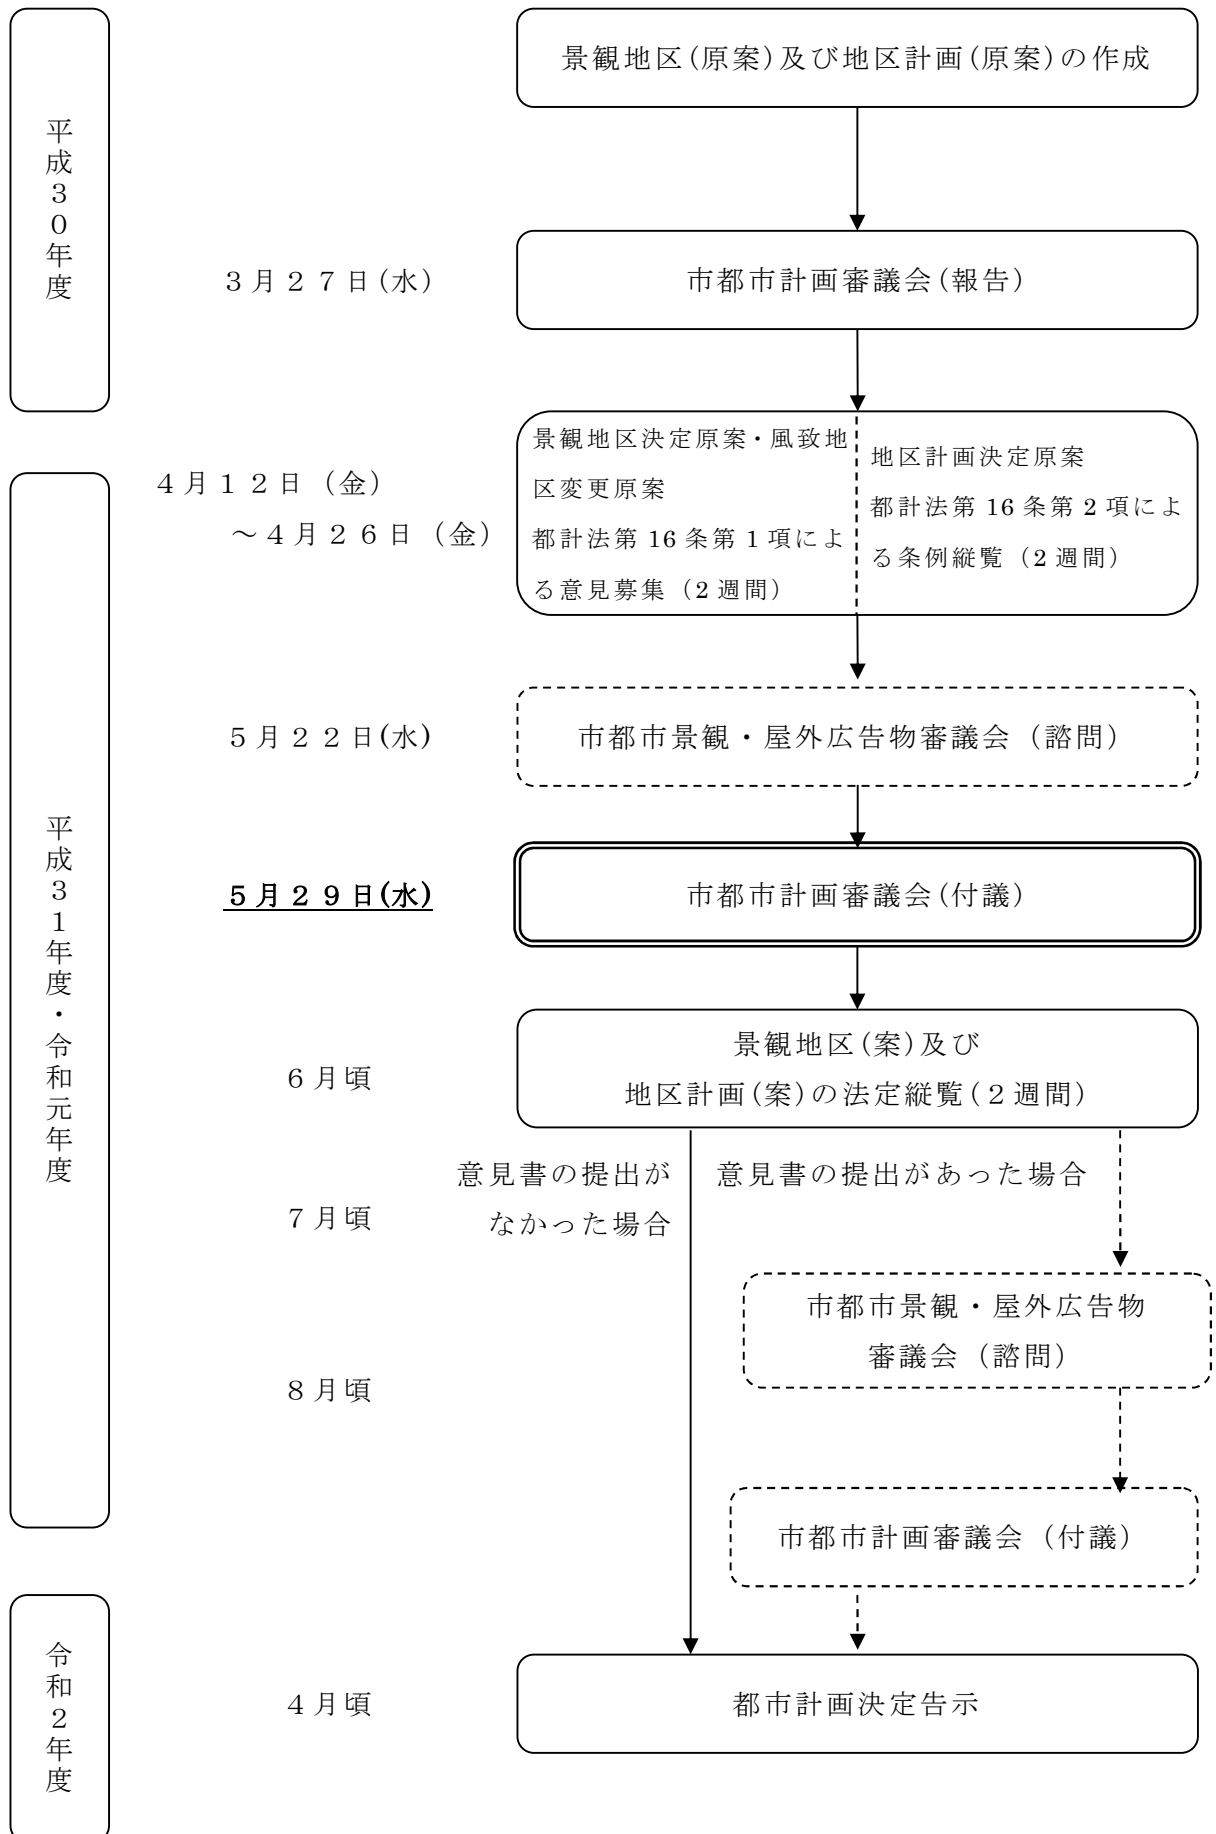 平成３０年度
景観地区(原案)及び地区計画(原案)の作成
３月２７日(水)
市都市計画審議会(報告)
平成３１年度・令和元年度
４月１２日（金）
～４月２６日（金）
景観地区決定原案・風致地
区変更原案
都計法第 16 条第 1 項によ
る意見募集（2 週間）
地区計画決定原案
都計法第 16 条第 2 項によ
る条例縦覧（2 週間）
５月２２日(水)
市都市景観・屋外広告物審議会（諮問）
５月２９日(水)
市都市計画審議会(付議)
６月頃
景観地区(案)及び
地区計画(案)の法定縦覧(２週間)
意見書の提出が
なかった場合
意見書の提出があった場合
７月頃
市都市景観・屋外広告物
審議会（諮問）
８月頃
市都市計画審議会（付議）
令和２年度
４月頃
都市計画決定告示